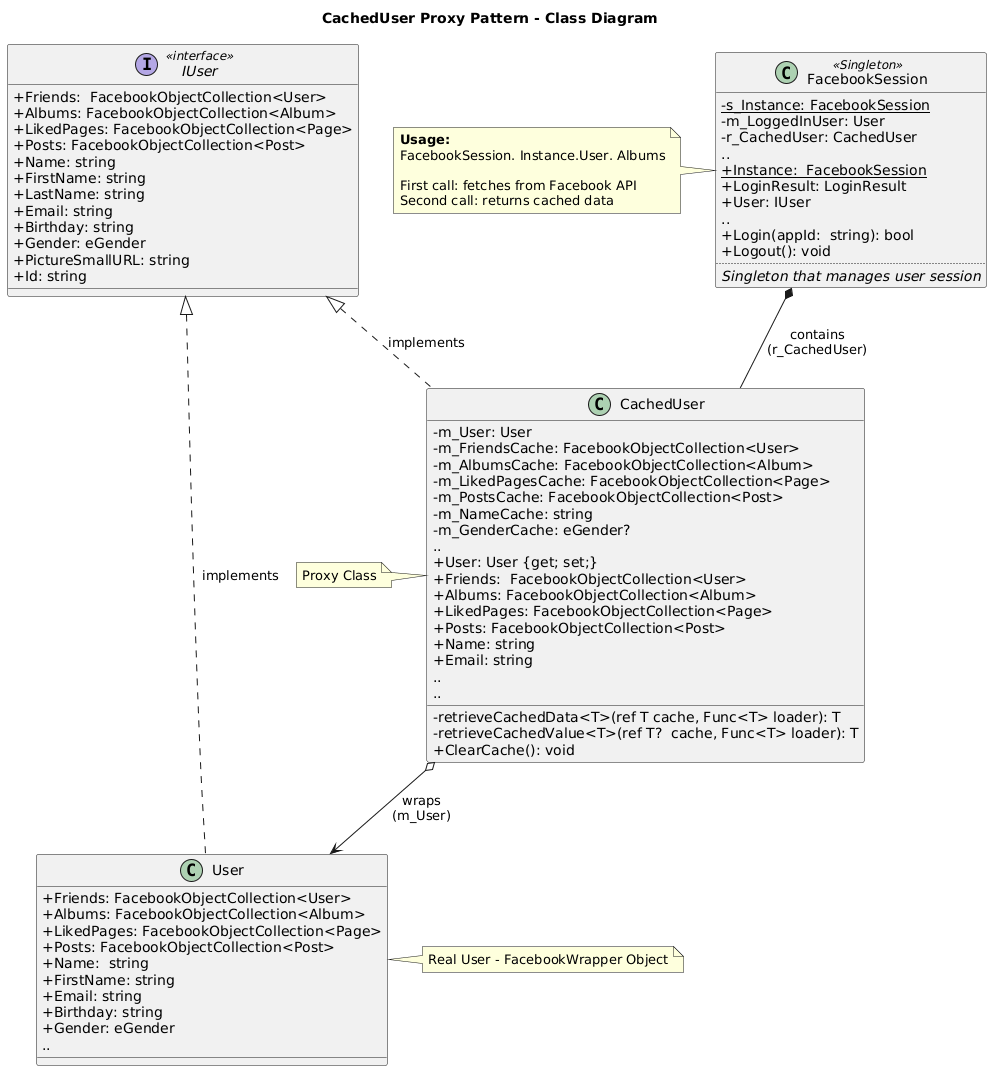 CachedUser Proxy Pattern - Class Diagram
I
«interface»
IUser
+Friends:  FacebookObjectCollection<User>
+Albums: FacebookObjectCollection<Album>
+LikedPages: FacebookObjectCollection<Page>
+Posts: FacebookObjectCollection<Post>
+Name: string
+FirstName: string
+LastName: string
+Email: string
+Birthday: string
+Gender: eGender
+PictureSmallURL: string
+Id: string
Usage:
FacebookSession. Instance.User. Albums
First call: fetches from Facebook API
Second call: returns cached data
C
«Singleton»
FacebookSession
-s_Instance: FacebookSession
-m_LoggedInUser: User
-r_CachedUser: CachedUser
..
+Instance:  FacebookSession
+LoginResult: LoginResult
+User: IUser
..
+Login(appId:  string): bool
+Logout(): void
Singleton that manages user session
implements
contains
(r_CachedUser)
C CachedUser
-m_User: User
-m_FriendsCache: FacebookObjectCollection<User>
-m_AlbumsCache: FacebookObjectCollection<Album>
-m_LikedPagesCache: FacebookObjectCollection<Page>
-m_PostsCache: FacebookObjectCollection<Post>
-m_NameCache: string
-m_GenderCache: eGender?
..
+User: User {get; set;}
+Friends:  FacebookObjectCollection<User>
+Albums: FacebookObjectCollection<Album>
+LikedPages: FacebookObjectCollection<Page>
+Posts: FacebookObjectCollection<Post>
+Name: string
+Email: string
..
..
-retrieveCachedData<T>(ref T cache, Func<T> loader): T
-retrieveCachedValue<T>(ref T?  cache, Func<T> loader): T
+ClearCache(): void
implements
Proxy Class
wraps
(m_User)
C User
+Friends: FacebookObjectCollection<User>
+Albums: FacebookObjectCollection<Album>
+LikedPages: FacebookObjectCollection<Page>
+Posts: FacebookObjectCollection<Post>
+Name:  string
+FirstName: string
+Email: string
+Birthday: string
+Gender: eGender
..
Real User - FacebookWrapper Object